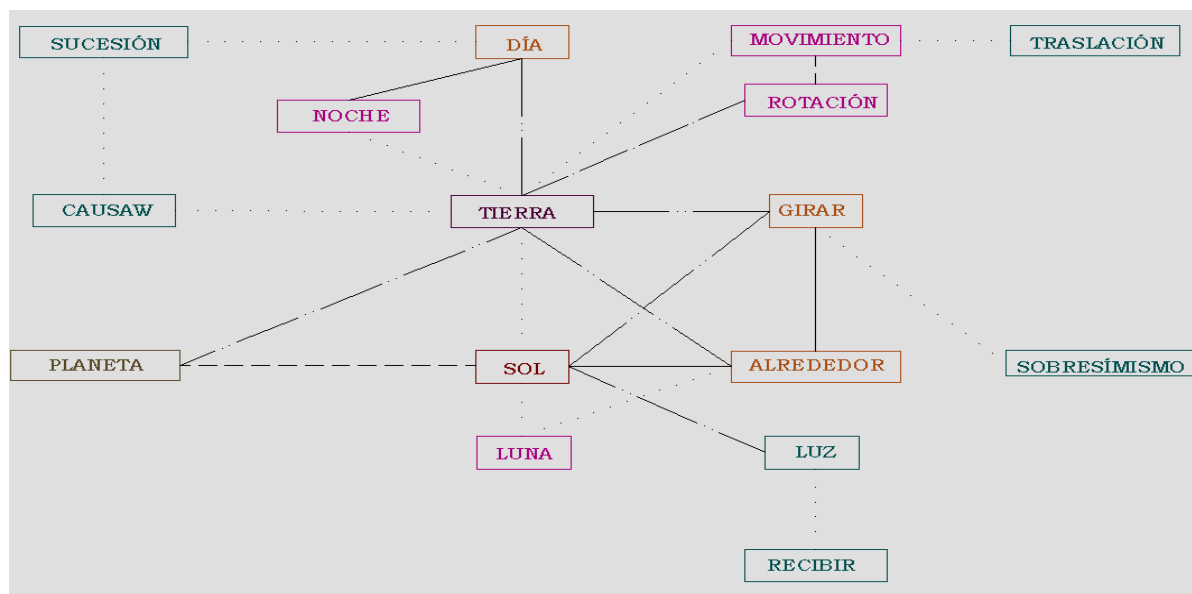 SUCESIÓN
DÍA
MOVIMIENTO
TRASLACIÓN
NOCHE
ROTACIÓN
CAUSAW
TIERRA
GIRAR
PLANETA
SOL
ALREDEDOR
SOBRESÍMISMO
LUNA
LUZ
RECIBIR